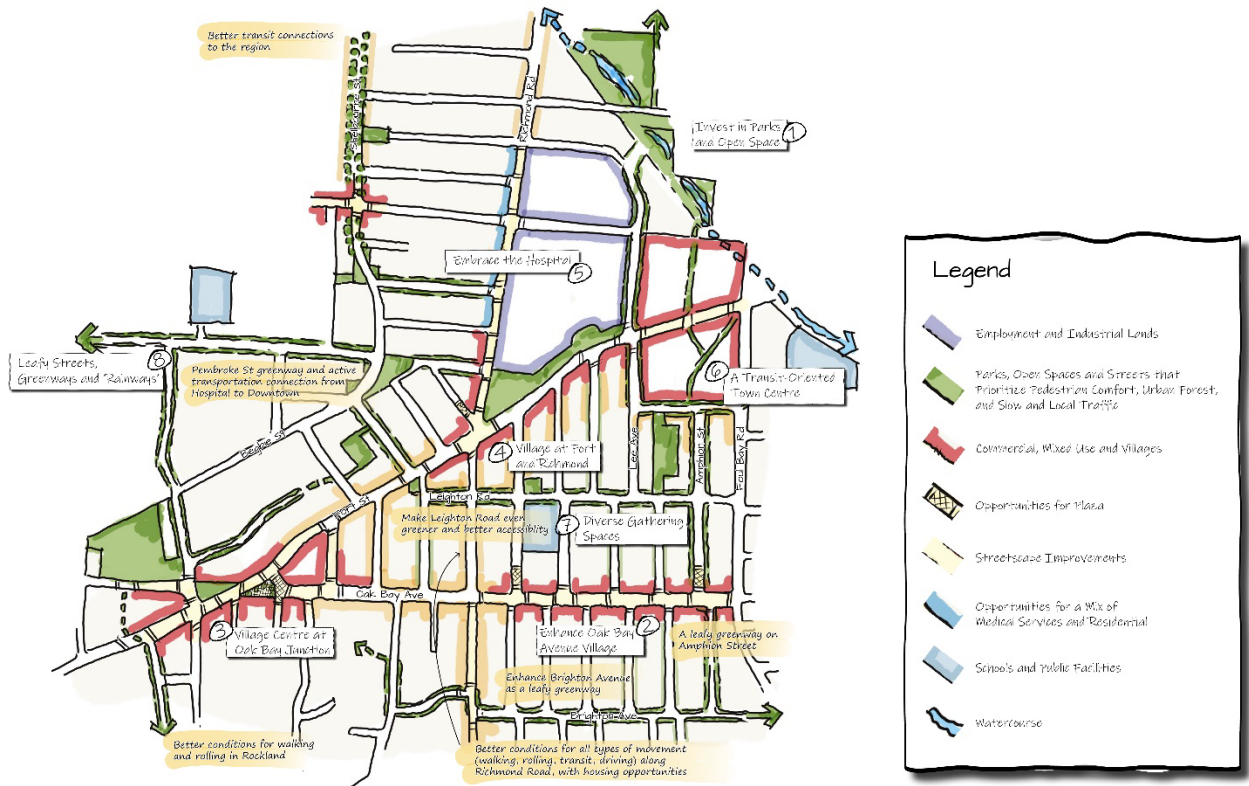 Better transit connections
to the region
Shelbourne St
Richmond Rd
Invest in Parks
and Open Space
1
Embrace the Hospital
5
Leafy Streets,
Greenways and "Rainways"
8
Pembroke St greenway and active
transportation connection from
Hospital to Downtown
6
A Transit-Oriented
Town Centre
Begbie St
4
Village at Fort
and Richmond
Lee Ave
Amphion St
Foul Bay Rd
Fort St
Leighton Rd
Make Leighton Road even
greener and better accessiblity
7
Diverse Gathering
Spaces
Oak Bay Ave
3
Village Centre at
Oak Bay Junction
Enhance Oak Bay
Avenue Village
2
A leafy greenway on
Amphion Street
Enhance Brighton Avenue
as a leafy greenway
Brighton Ave
Better conditions for walking
and rolling in Rockland
Better conditions for all types of movement
(walking, rolling, transit, driving) along
Richmond Road, with housing opportunities
Legend
Employment and Industrial Lands
Parks, Open Spaces and Streets that
Prioritize Pedestrian Comfort, Urban Forest,
and Slow and Local Traffic
Commercial, Mixed Use and Villages
Opportunities for Plaza
Streetscape Improvements
Opportunities for a Mix of
Medical Services and Residential
Schools and Public Facilities
Watercourse